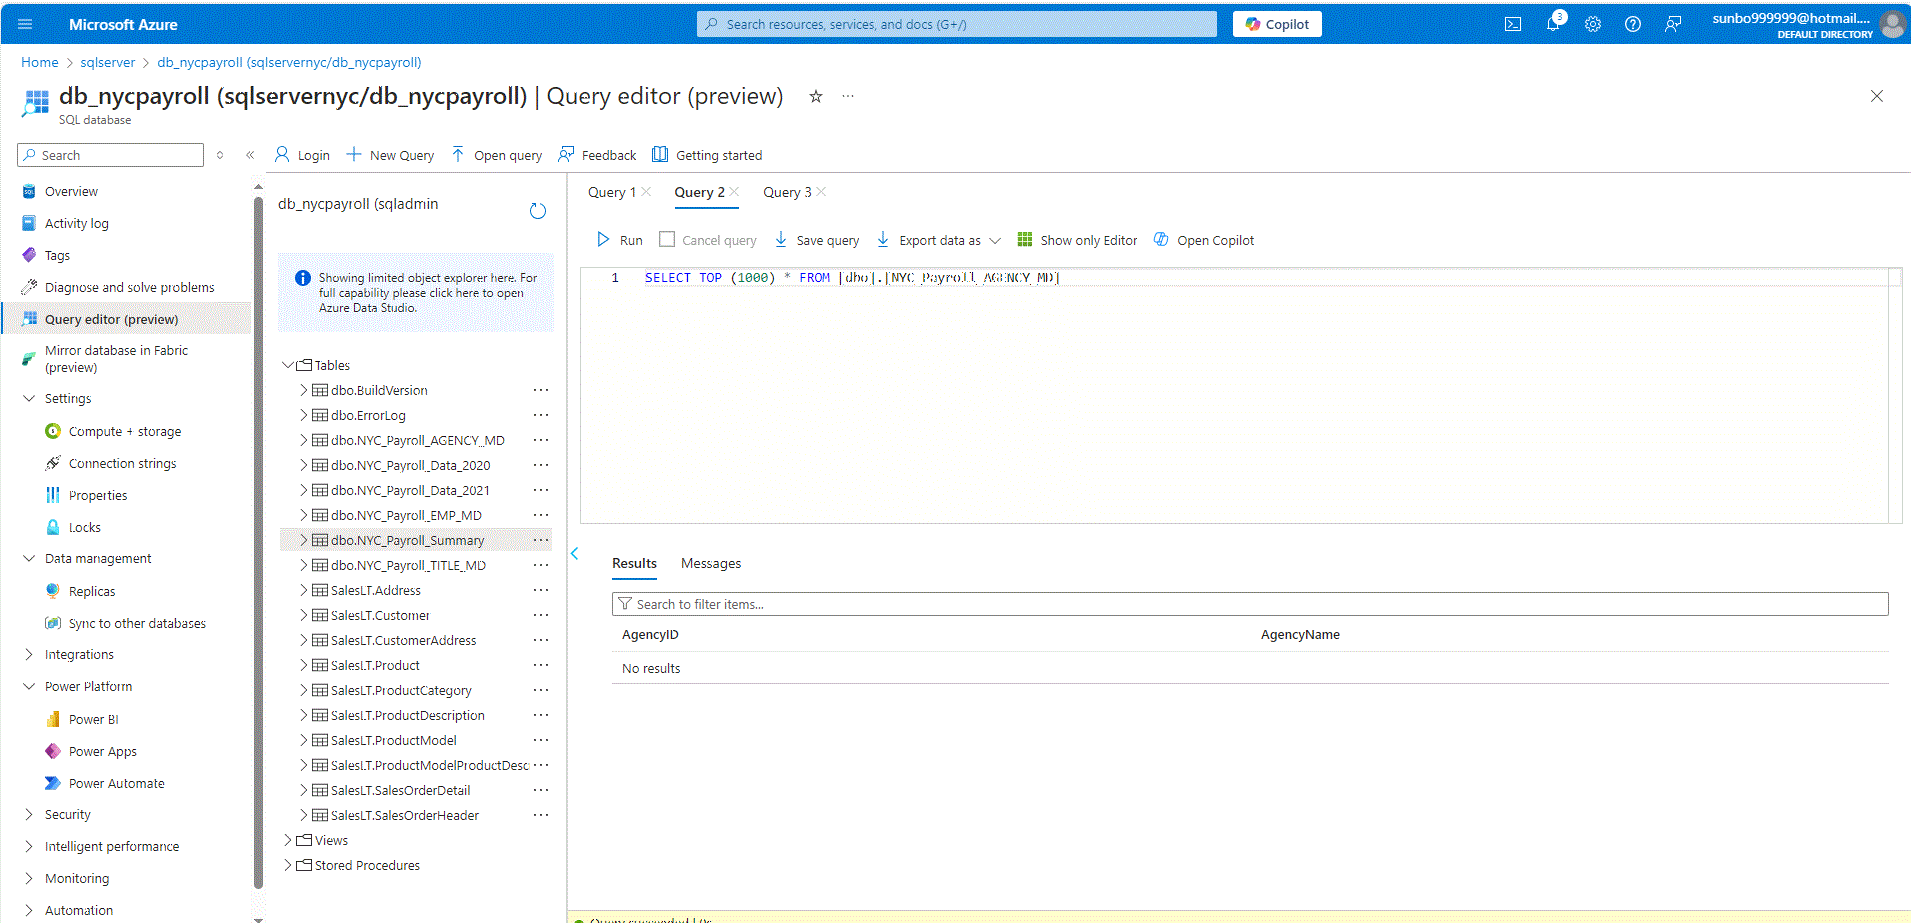 Microsoft Azure
Search resources, services, and docs (G+/)
Copilot
3
sunbo999999@hotmail....
DEFAULT DIRECTORY
Home > sqlserver > db_nycpayroll (sqlservernyc/db_nycpayroll)
db_nycpayroll (sqlservernyc/db_nycpayroll) | Query editor (preview)
SQL database
Search
Login
New Query
Open query
Feedback
Getting started
Overview
Activity log
Tags
Diagnose and solve problems
Query editor (preview)
Mirror database in Fabric
(preview)
Settings
Compute + storage
Connection strings
Properties
Locks
Data management
Replicas
Sync to other databases
Integrations
Power Platform
Power BI
Power Apps
Power Automate
Security
Intelligent performance
Monitoring
Automation
db_nycpayroll (sqladmin
Showing limited object explorer here. For
full capability please click here to open
Azure Data Studio.
Tables
dbo.BuildVersion
dbo.ErrorLog
dbo.NYC_Payroll_AGENCY_MD
dbo.NYC_Payroll_Data_2020
dbo.NYC_Payroll_Data_2021
dbo.NYC_Payroll_EMP_MD
dbo.NYC_Payroll_Summary
dbo.NYC_Payroll_TITLE_MD
SalesLT.Address
SalesLT.Customer
SalesLT.CustomerAddress
SalesLT.Product
SalesLT.ProductCategory
SalesLT.ProductDescription
SalesLT.ProductModel
SalesLT.ProductModelProductDesc
SalesLT.SalesOrderDetail
SalesLT.SalesOrderHeader
Views
Stored Procedures
Query 1
Query 2
Query 3
Run
Cancel query
Save query
Export data as
Show only Editor
Open Copilot
1 SELECT TOP (1000) * FROM [dbo].[NYC_Payroll_AGENCY_MD]
Results
Messages
Search to filter items...
AgencyID
AgencyName
No results
Query succeeded | 0s